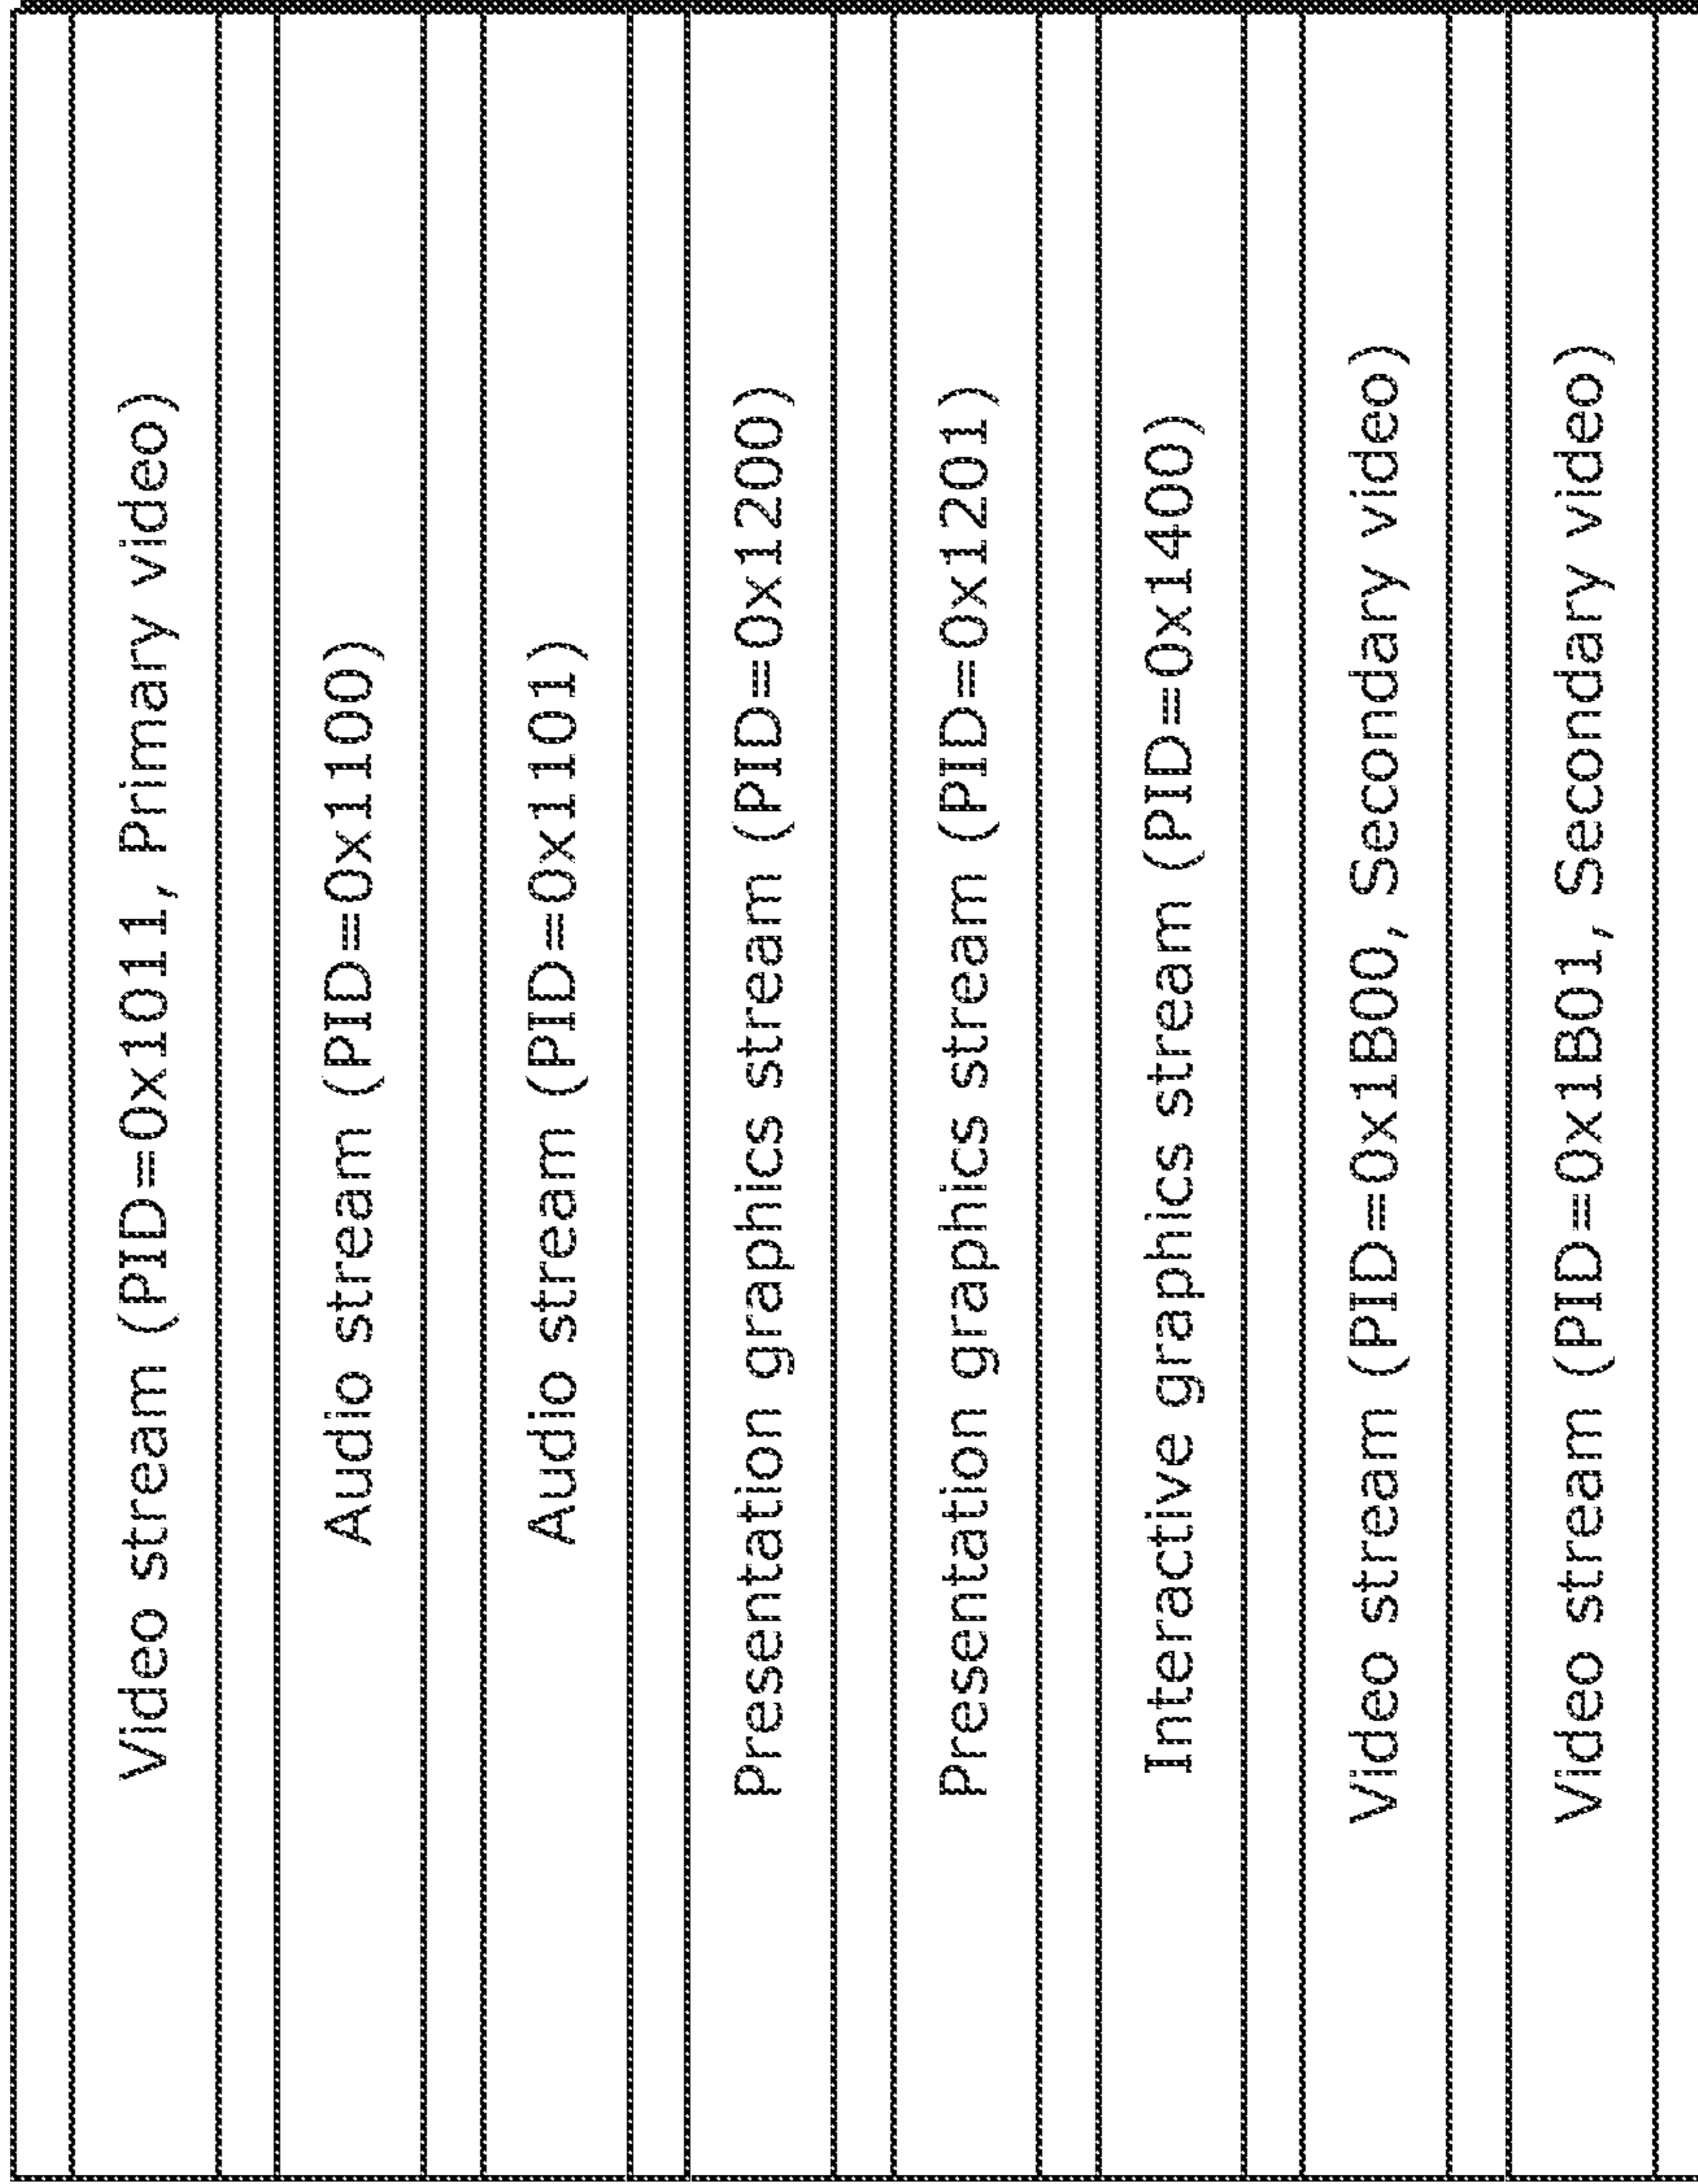 Video stream (PID=0x1011, Primary video)
Audio stream (PID=0x1100)
Audio stream (PID=0x1101)
Presentation graphics stream (PID=0x1200)
Presentation graphics stream (PID=0x1201)
Interactive graphics stream (PID=0x1400)
Video stream (PID=0x1B00, Secondary video)
Video stream (PID=0x1B01, Secondary video)